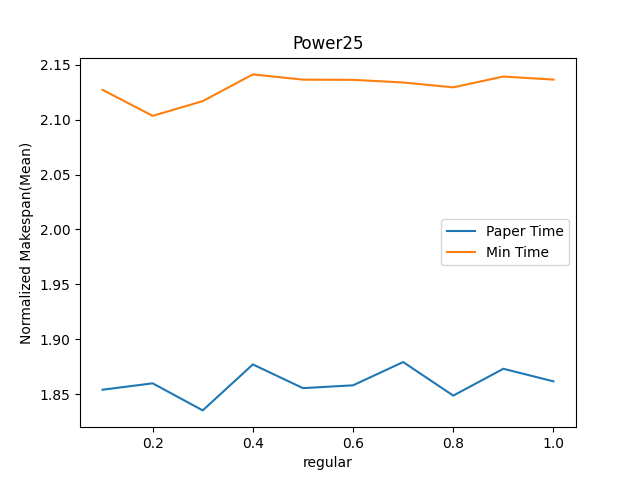 Power25
Normalized Makespan(Mean)
2.15
2.10
2.05
2.00
1.95
1.90
1.85
Paper Time
Min Time
0.2 0.4 0.6 0.8 1.0
regular